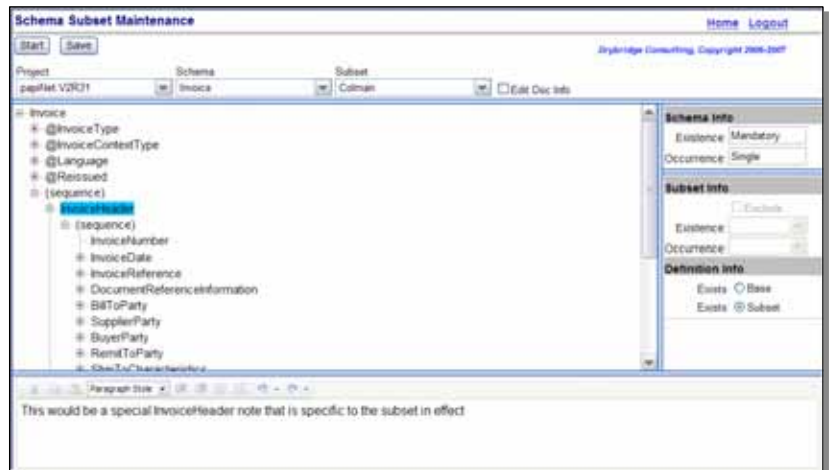 Schema Subset Maintenance
Home Logout
Start Save
Drybridge Consulting, Copyright 2006-2007
Project Schema Subset
papiNet V2R31 Invoice Colman Edit Doc Info
Invoice
@InvoiceType
@InvoiceContextType
@Language
@Reissued
(sequence)
InvoiceHeader
(sequence)
InvoiceNumber
InvoiceDate
InvoiceReference
DocumentReferenceInformation
BillToParty
SupplierParty
BuyerParty
RemitToParty
ShipToCharacteristics
Schema Info
Existence Mandatory
Occurrence Single
Subset Info
Exclude
Existence
Occurrence
Definition Info
Exists Base
Exists Subset
Paragraph Style
This would be a special InvoiceHeader note that is specific to the subset in effect